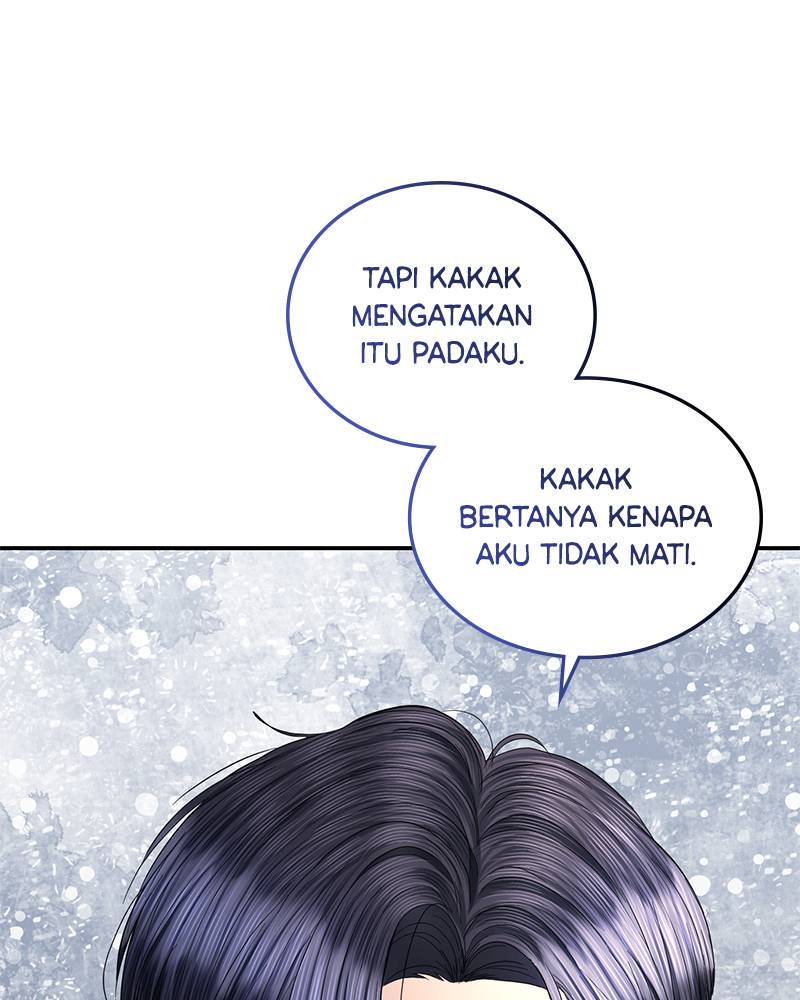 TAPI KAKAK
MENGATAKAN
ITU PADAKU.
KAKAK
BERTANYA KENAPA
AKU TIDAK MATI.